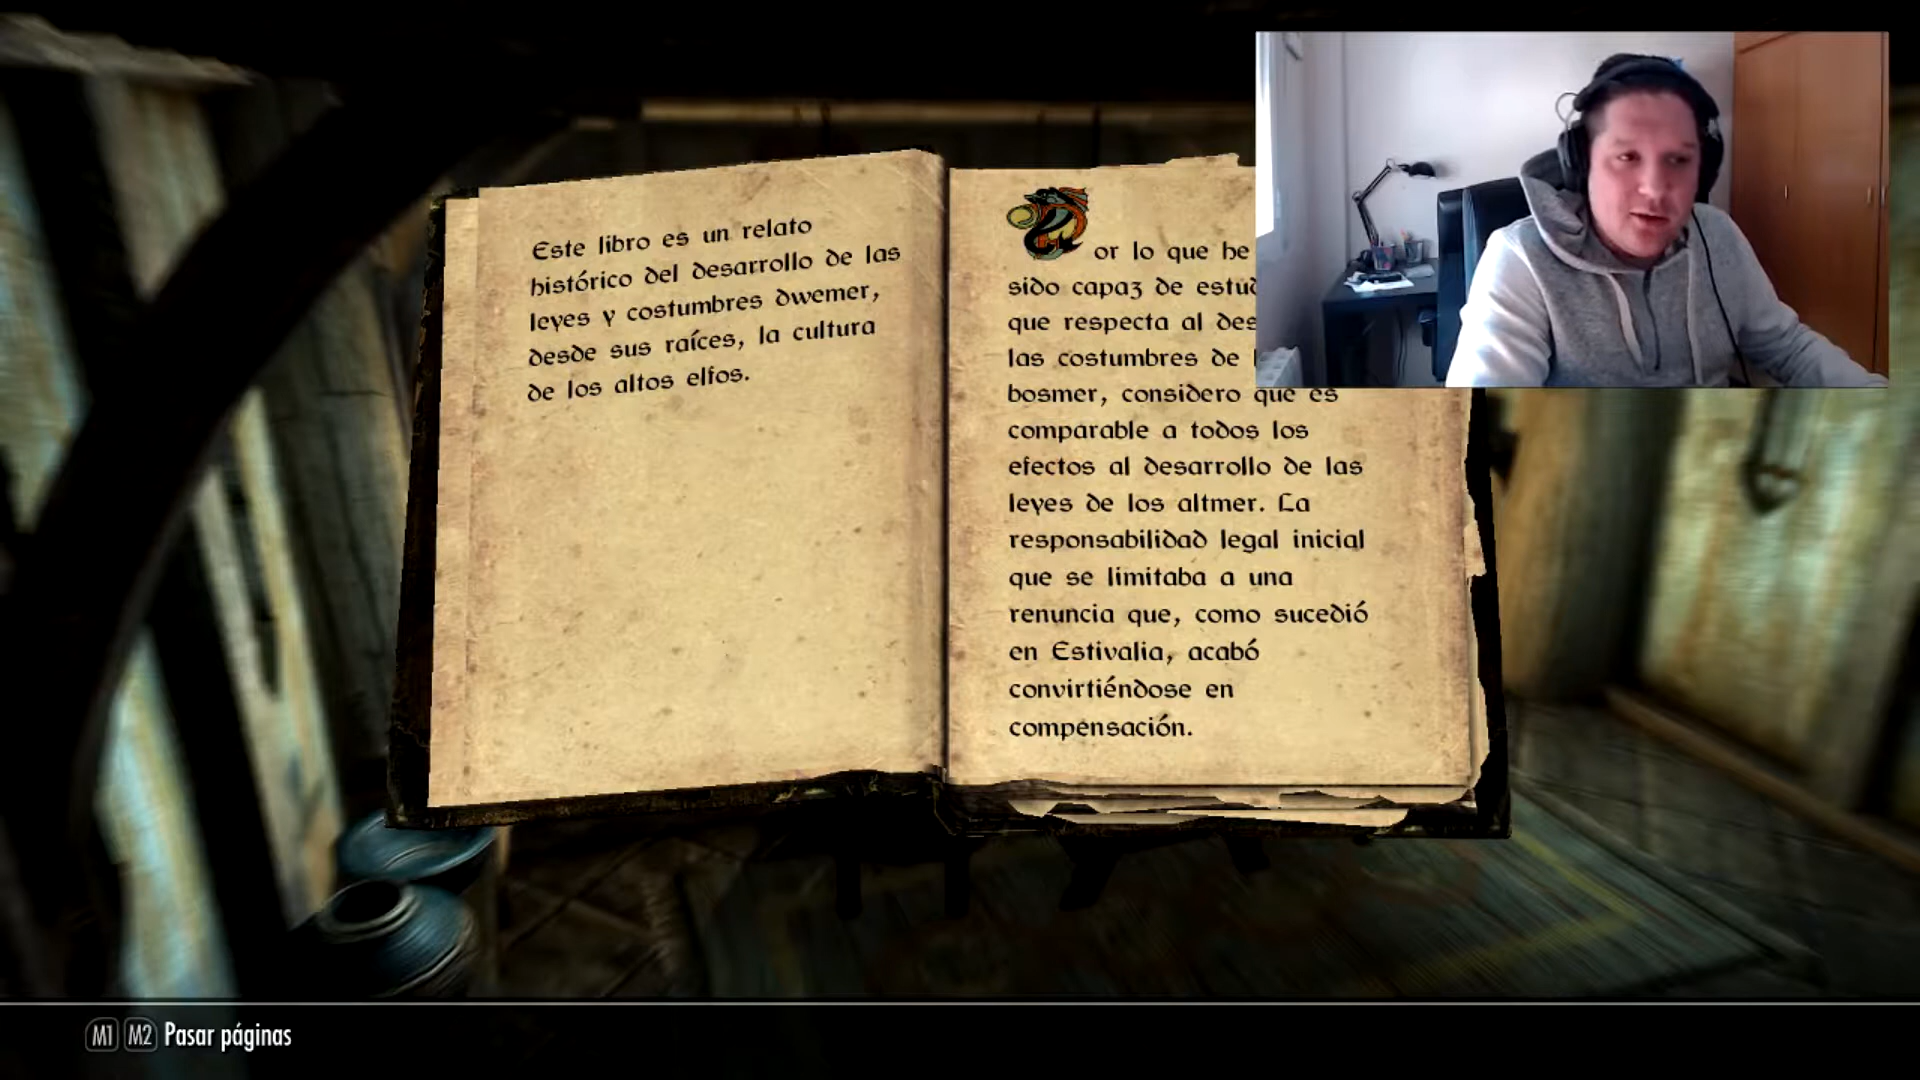 Este libro es un relato
histórico del desarrollo de las
leyes y costumbres dwemer,
desde sus raíces, la cultura
de los altos elfos.
Por lo que he
sido capaz de estud
que respecta al des
las costumbres de l
bosmer, considero que es
comparable a todos los
efectos al desarrollo de las
leyes de los altmer. La
responsabilidad legal inicial
que se limitaba a una
renuncia que, como sucedió
en Estivalia, acabó
convirtiéndose en
compensación.
M1 M2 Pasar páginas